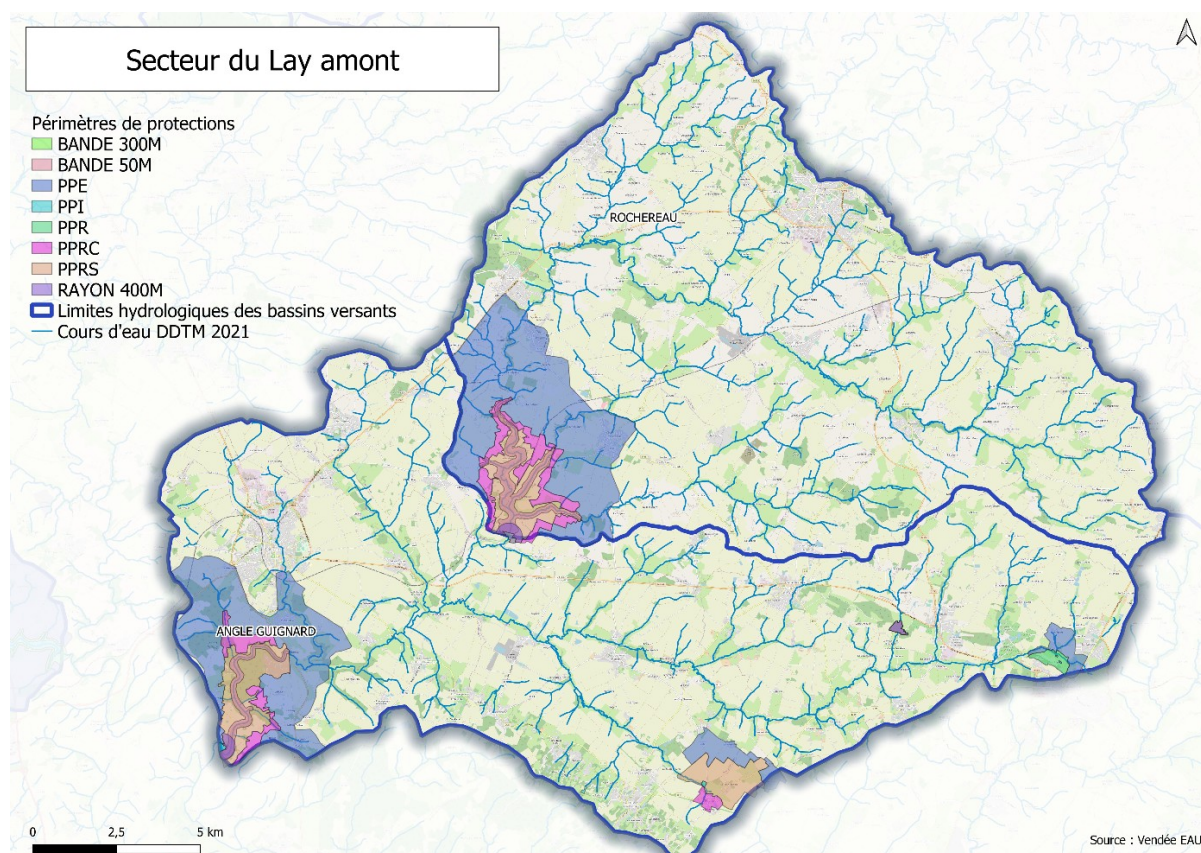 Secteur du Lay amont
Périmètres de protections
BANDE 300M
BANDE 50M
PPE
PPI
PPR
PPRC
PPRS
RAYON 400M
Limites hydrologiques des bassins versants
Cours d'eau DDTM 2021
ROCHEREAU
ANGLE GUIGNARD
0 2,5 5 km
Source : Vendée EAU